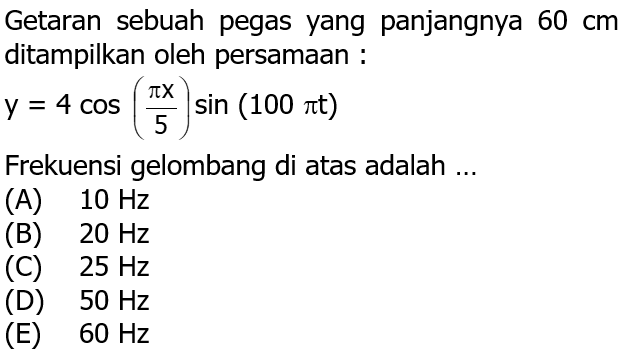 Getaran sebuah pegas yang panjangnya 60 cm
ditampilkan oleh persamaan :
y = 4 cos (πx/5) sin (100 πt)
Frekuensi gelombang di atas adalah ...
(A) 10 Hz
(B) 20 Hz
(C) 25 Hz
(D) 50 Hz
(E) 60 Hz